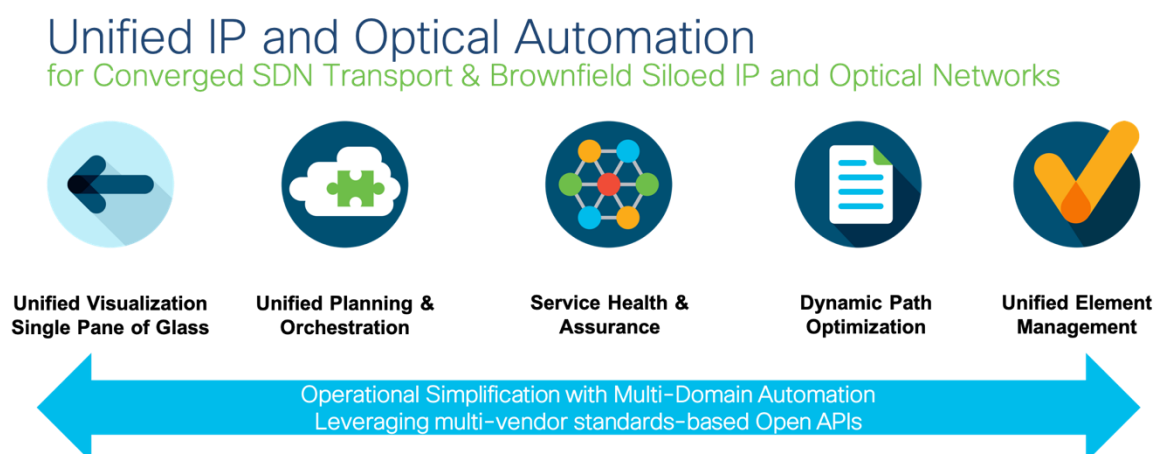 Unified IP and Optical Automation
for Converged SDN Transport & Brownfield Siloed IP and Optical Networks
Unified Visualization
Single Pane of Glass
Unified Planning &
Orchestration
Service Health &
Assurance
Dynamic Path
Optimization
Unified Element
Management
Operational Simplification with Multi-Domain Automation
Leveraging multi-vendor standards-based Open APIs